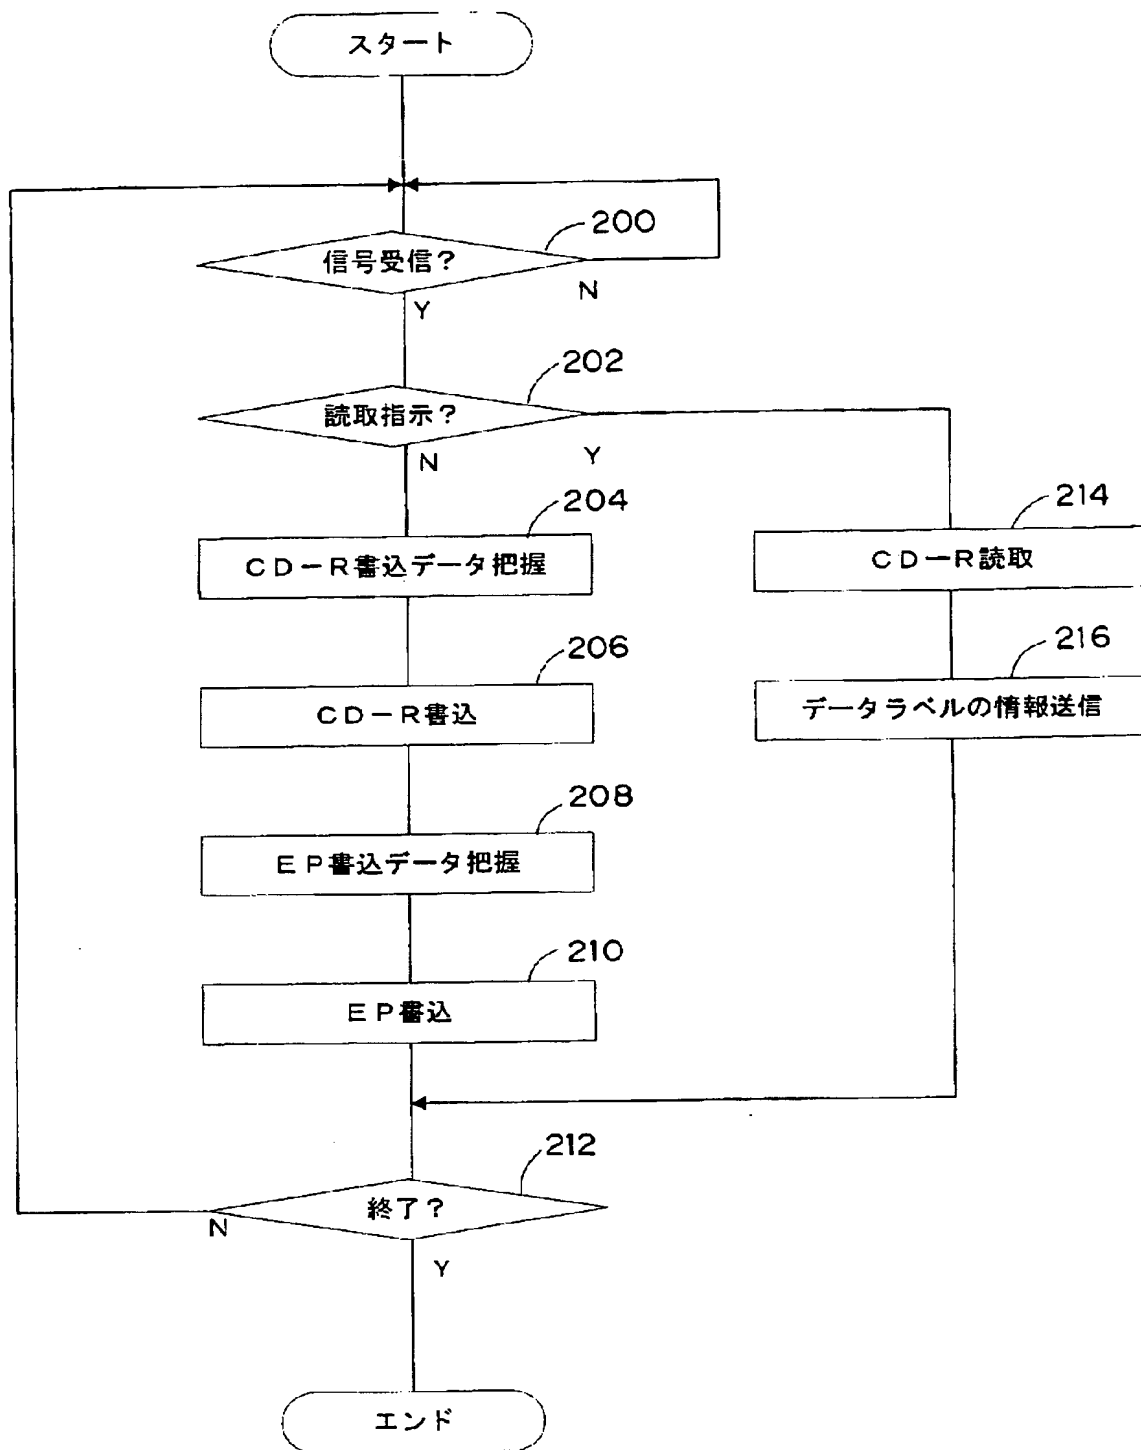 スタート
200
信号受信?
N
Y
202
読取指示?
N
Y
204
CD-R書込データ把握
214
CD-R読取
206
CD-R書込
216
データラベルの情報送信
208
EP書込データ把握
210
EP書込
212
終了?
N
Y
エンド